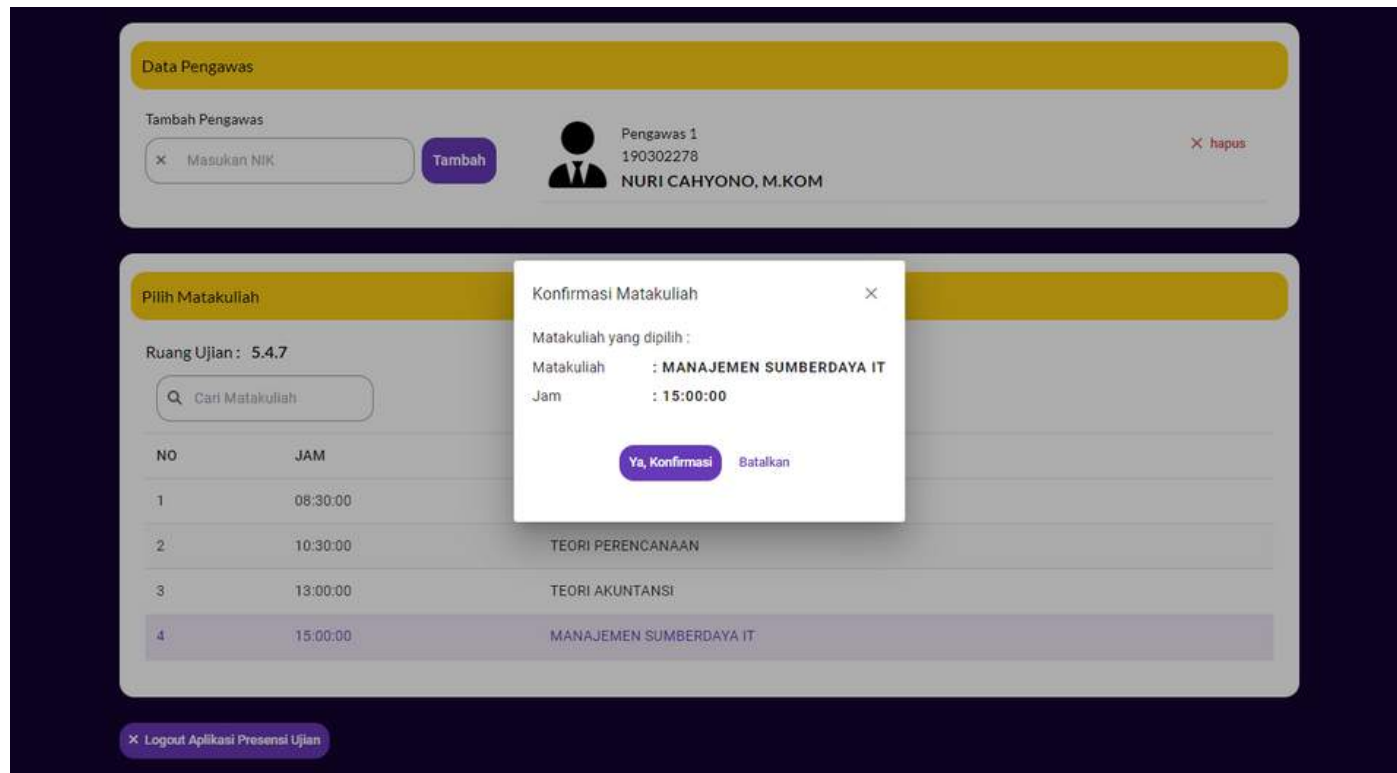 Data Pengawas
Tambah Pengawas
× Masukan NIK
Tambah
Pengawas 1
190302278
NURI CAHYONO, M.KOM
× hapus
Pilih Matakuliah
Ruang Ujian : 5.4.7
Cari Matakuliah
Konfirmasi Matakuliah ×
Matakuliah yang dipilih :
Matakuliah : MANAJEMEN SUMBERDAYA IT
Jam : 15:00:00
Ya, Konfirmasi Batalkan
NO JAM
1 08:30:00
2 10:30:00 TEORI PERENCANAAN
3 13:00:00 TEORI AKUNTANSI
4 15:00:00 MANAJEMEN SUMBERDAYA IT
× Logout Aplikasi Presensi Ujian